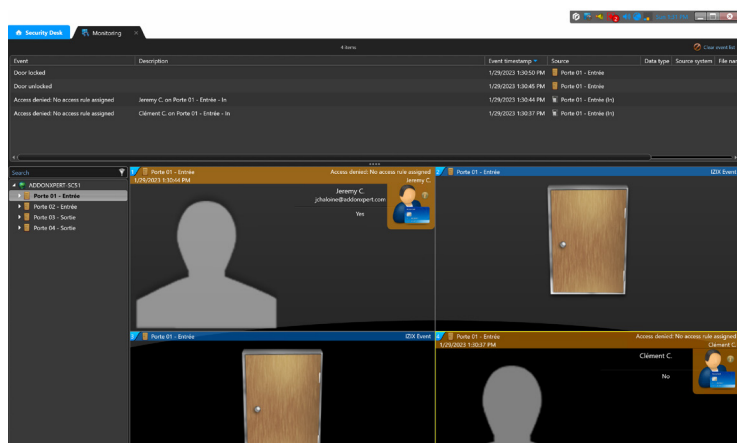 Security Desk
Monitoring
4 items
Clear event list
Event Description Event timestamp Source Data type Source system File nam
Door locked 1/29/2023 1:30:50 PM Porte 01 - Entrée
Door unlocked 1/29/2023 1:30:45 PM Porte 01 - Entrée
Access denied: No access rule assigned Jeremy C. on Porte 01 - Entrée - In 1/29/2023 1:30:44 PM Porte 01 - Entrée (In)
Access denied: No access rule assigned Clément C. on Porte 01 - Entrée - In 1/29/2023 1:30:37 PM Porte 01 - Entrée (In)
Search
ADDONXPERT-SC51
Porte 01 - Entrée
Porte 02 - Entrée
Porte 03 - Sortie
Porte 04 - Sortie
1 Porte 01 - Entrée Access denied: No access rule assigned
1/29/2023 1:30:44 PM Jeremy C.
Jeremy C.
jchaloine@addonxpert.com
Yes
2 Porte 01 - Entrée IZIX Event
3 Porte 01 - Entrée IZIX Event
4 Porte 01 - Entrée Access denied: No access rule assigned
1/29/2023 1:30:37 PM Clément C.
Clément C.
No